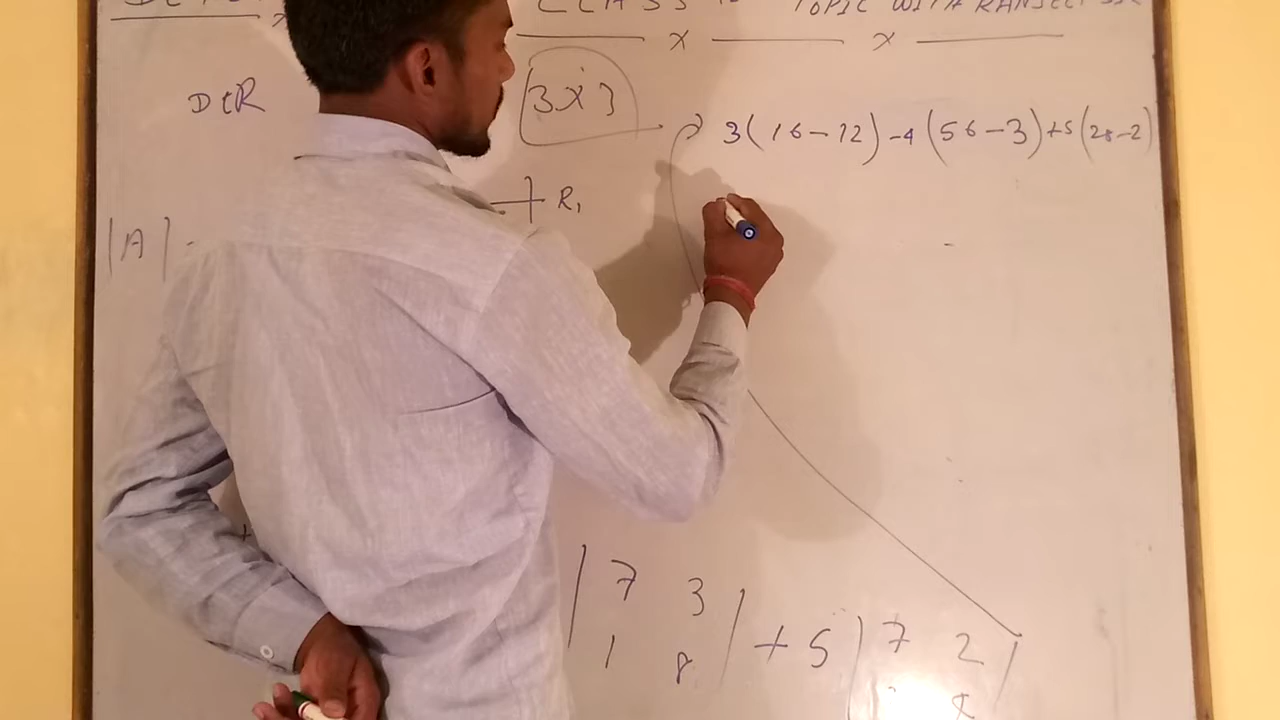 CLASS TOPIC WITH RANJEET SIR
x x
DtR 3x3
3(16-12)-4(56-3)+5(28-2)
+ R1
|A| -
+
| 7 3 | + 5 | 7 2 |
1 8